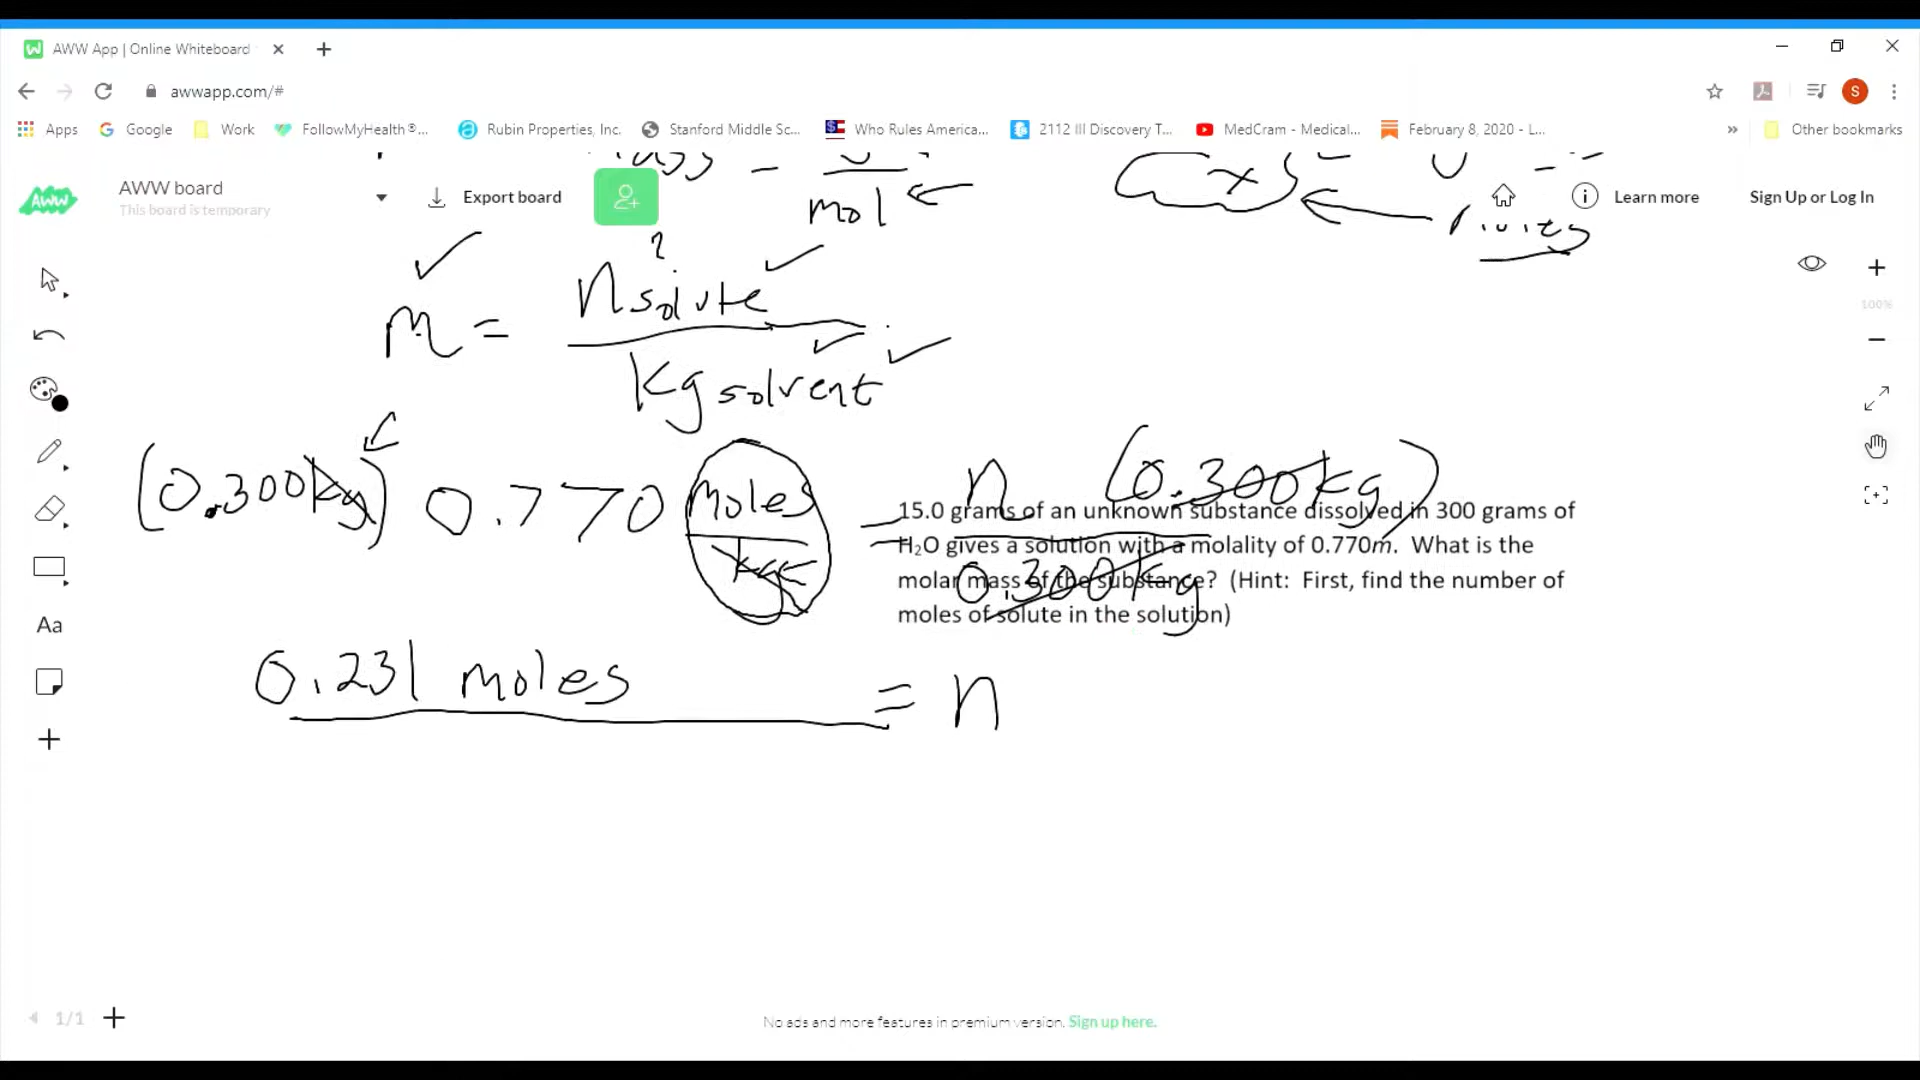 AWW App | Online Whiteboard
awwapp.com/#
Apps Google Work FollowMyHealth®... Rubin Properties, Inc. Stanford Middle Sc... Who Rules America... 2112 III Discovery T... MedCram - Medical... February 8, 2020 - L... » Other bookmarks
AWW
AWW board
This board is temporary
Export board
Learn more
Sign Up or Log In
mol
100%
?
m = n solute
kg solvent
(0.300kg) 0.770 moles = n (0.300kg)
kg 0.300kg
15.0 grams of an unknown substance dissolved in 300 grams of
H₂O gives a solution with a molality of 0.770m. What is the
molar mass of the substance? (Hint: First, find the number of
moles of solute in the solution)
Aa
0.231 moles = n
1/1
No ads and more features in premium version. Sign up here.